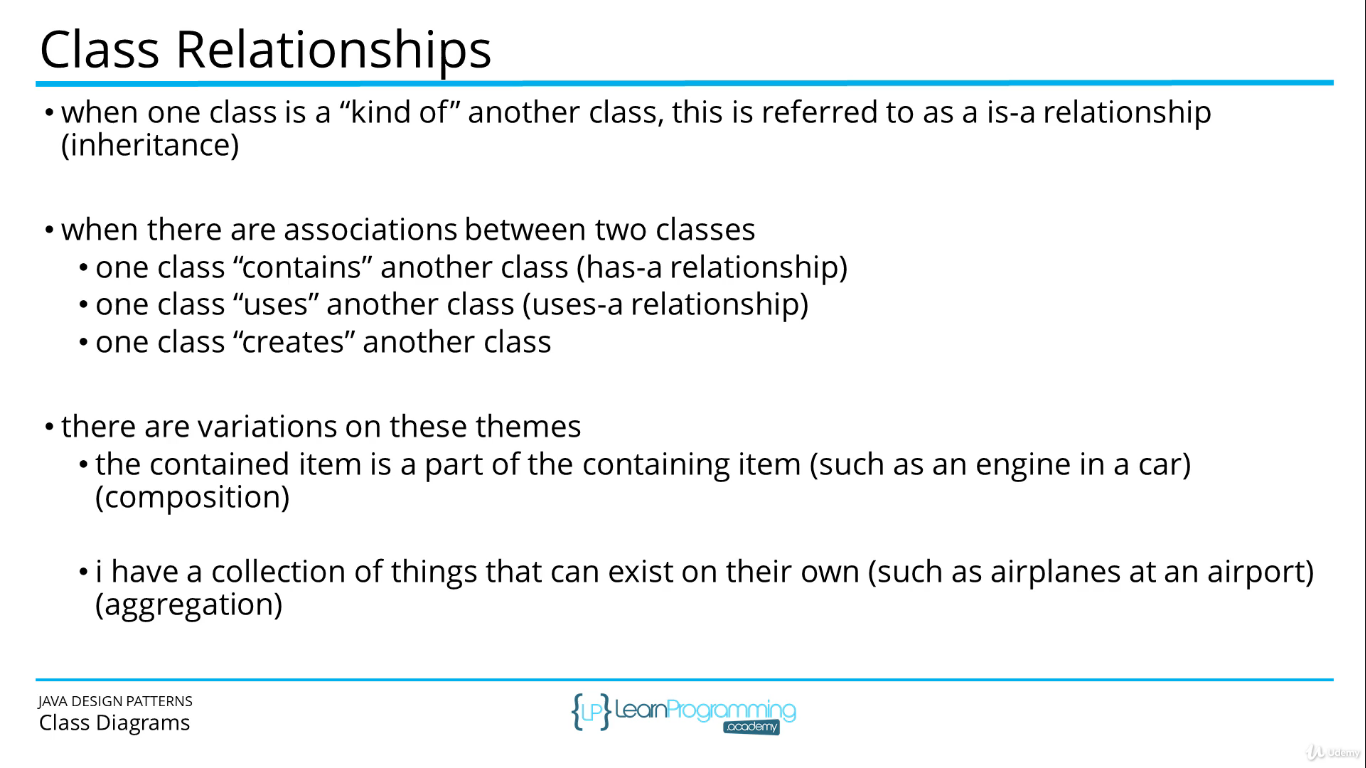 Class Relationships
• when one class is a “kind of” another class, this is referred to as a is-a relationship
(inheritance)
• when there are associations between two classes
• one class “contains” another class (has-a relationship)
• one class “uses” another class (uses-a relationship)
• one class “creates” another class
• there are variations on these themes
• the contained item is a part of the containing item (such as an engine in a car)
(composition)
• i have a collection of things that can exist on their own (such as airplanes at an airport)
(aggregation)
JAVA DESIGN PATTERNS
Class Diagrams
{LP} LearnProgramming
.academy
Udemy